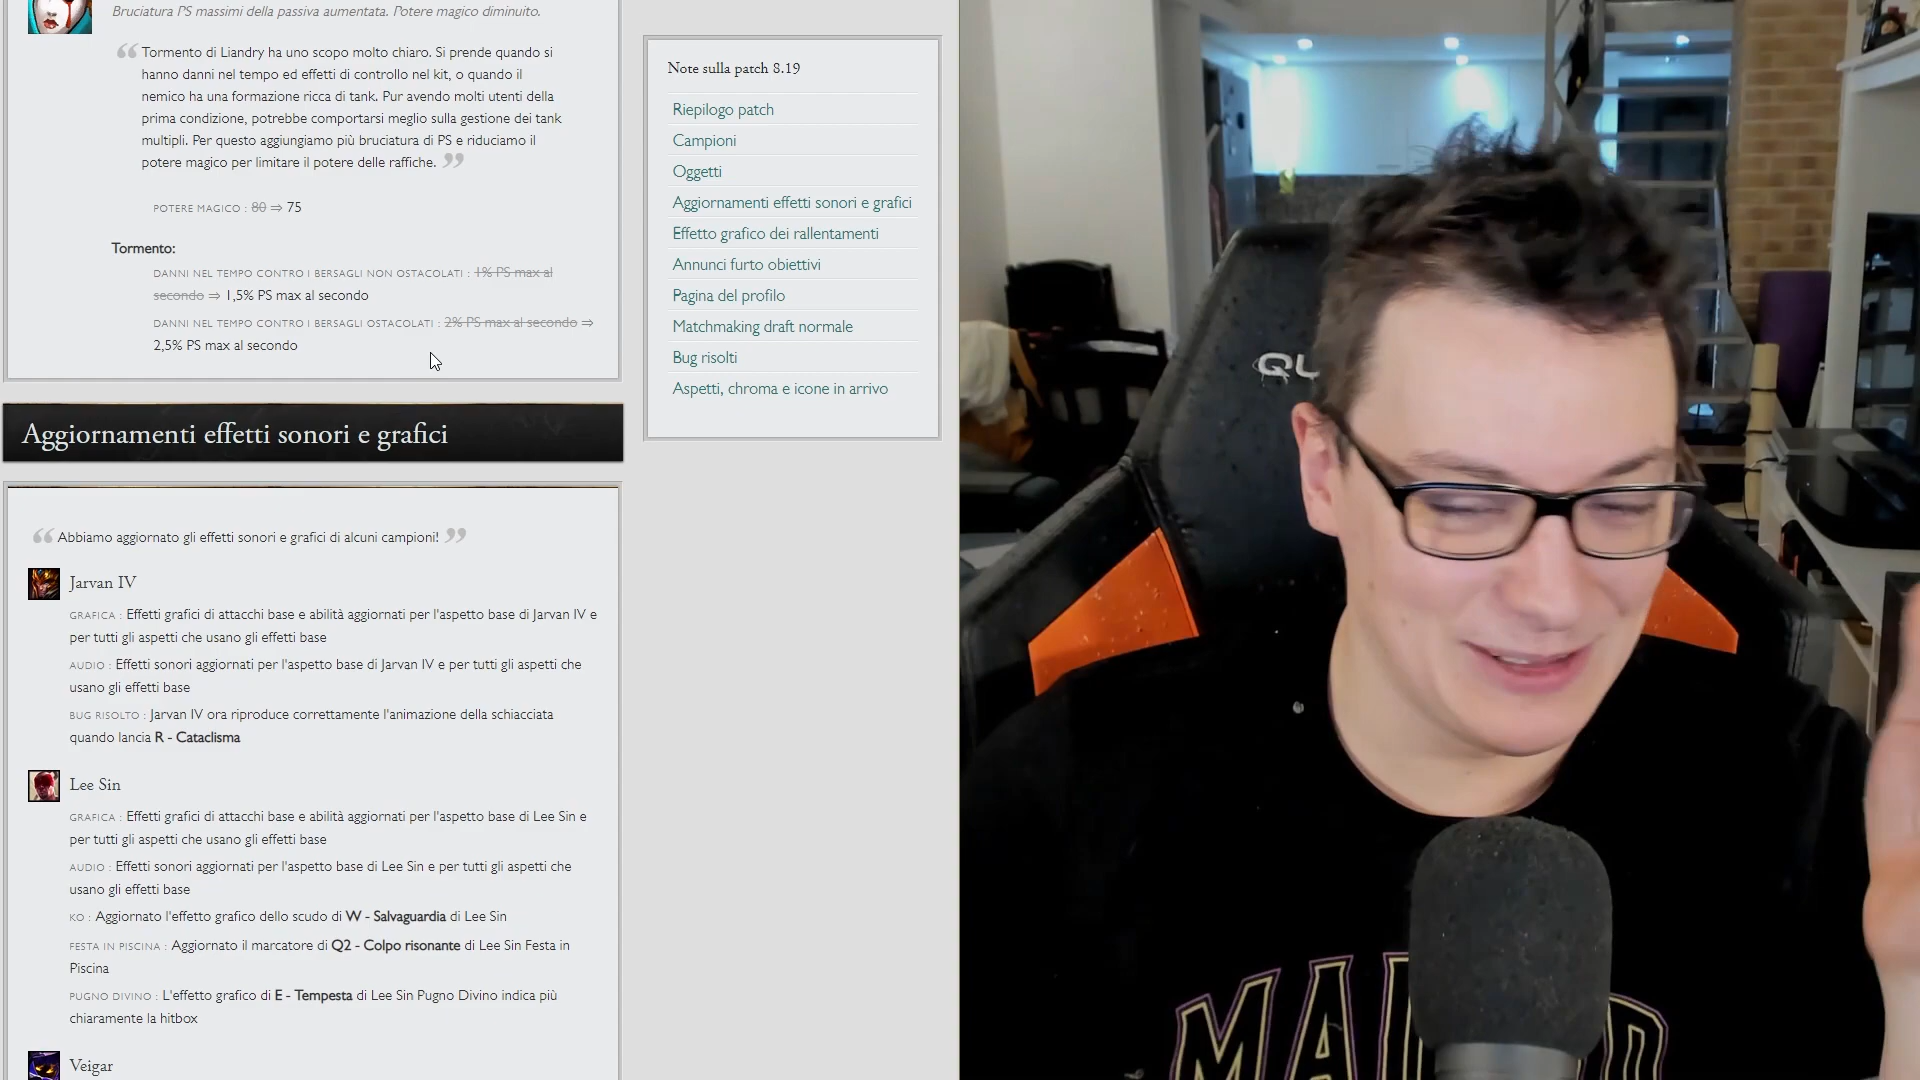 Bruciatura PS massimi della passiva aumentata. Potere magico diminuito.
“ Tormento di Liandry ha uno scopo molto chiaro. Si prende quando si
hanno danni nel tempo ed effetti di controllo nel kit, o quando il
nemico ha una formazione ricca di tank. Pur avendo molti utenti della
prima condizione, potrebbe comportarsi meglio sulla gestione dei tank
multipli. Per questo aggiungiamo più bruciatura di PS e riduciamo il
potere magico per limitare il potere delle raffiche. ”
POTERE MAGICO : 80 ⇒ 75
Tormento:
DANNI NEL TEMPO CONTRO I BERSAGLI NON OSTACOLATI : 1% PS max al
secondo ⇒ 1,5% PS max al secondo
DANNI NEL TEMPO CONTRO I BERSAGLI OSTACOLATI : 2% PS max al secondo ⇒
2,5% PS max al secondo
Aggiornamenti effetti sonori e grafici
“ Abbiamo aggiornato gli effetti sonori e grafici di alcuni campioni! ”
Jarvan IV
GRAFICA : Effetti grafici di attacchi base e abilità aggiornati per l'aspetto base di Jarvan IV e
per tutti gli aspetti che usano gli effetti base
AUDIO : Effetti sonori aggiornati per l'aspetto base di Jarvan IV e per tutti gli aspetti che
usano gli effetti base
BUG RISOLTO : Jarvan IV ora riproduce correttamente l'animazione della schiacciata
quando lancia R - Cataclisma
Lee Sin
GRAFICA : Effetti grafici di attacchi base e abilità aggiornati per l'aspetto base di Lee Sin e
per tutti gli aspetti che usano gli effetti base
AUDIO : Effetti sonori aggiornati per l'aspetto base di Lee Sin e per tutti gli aspetti che
usano gli effetti base
KO : Aggiornato l'effetto grafico dello scudo di W - Salvaguardia di Lee Sin
FESTA IN PISCINA : Aggiornato il marcatore di Q2 - Colpo risonante di Lee Sin Festa in
Piscina
PUGNO DIVINO : L'effetto grafico di E - Tempesta di Lee Sin Pugno Divino indica più
chiaramente la hitbox
Veigar
Note sulla patch 8.19
Riepilogo patch
Campioni
Oggetti
Aggiornamenti effetti sonori e grafici
Effetto grafico dei rallentamenti
Annunci furto obiettivi
Pagina del profilo
Matchmaking draft normale
Bug risolti
Aspetti, chroma e icone in arrivo